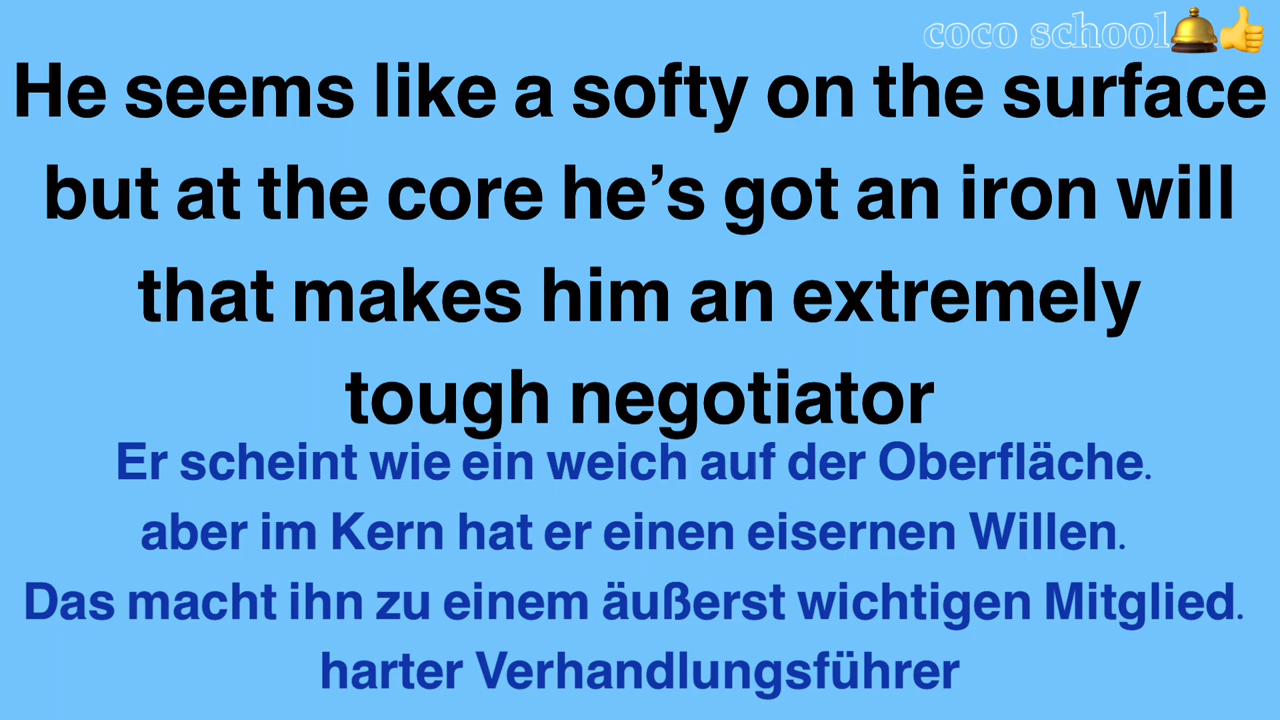 coco school🛎️👍
He seems like a softy on the surface
but at the core he’s got an iron will
that makes him an extremely
tough negotiator
Er scheint wie ein weich auf der Oberfläche.
aber im Kern hat er einen eisernen Willen.
Das macht ihn zu einem äußerst wichtigen Mitglied.
harter Verhandlungsführer